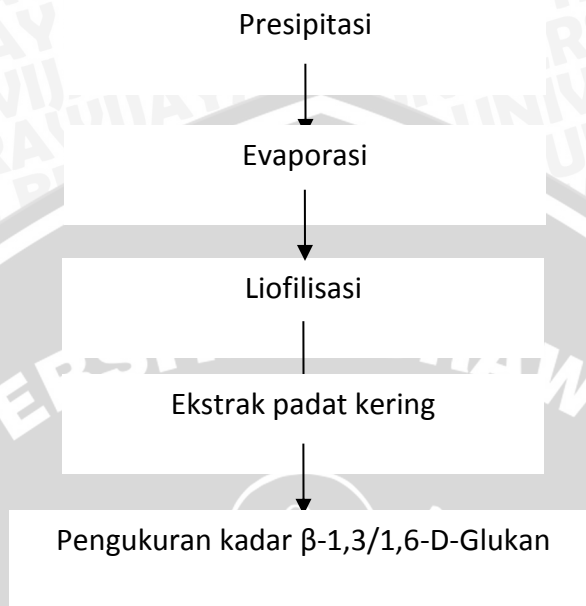 Presipitasi
Evaporasi
Liofilisasi
Ekstrak padat kering
Pengukuran kadar β-1,3/1,6-D-Glukan